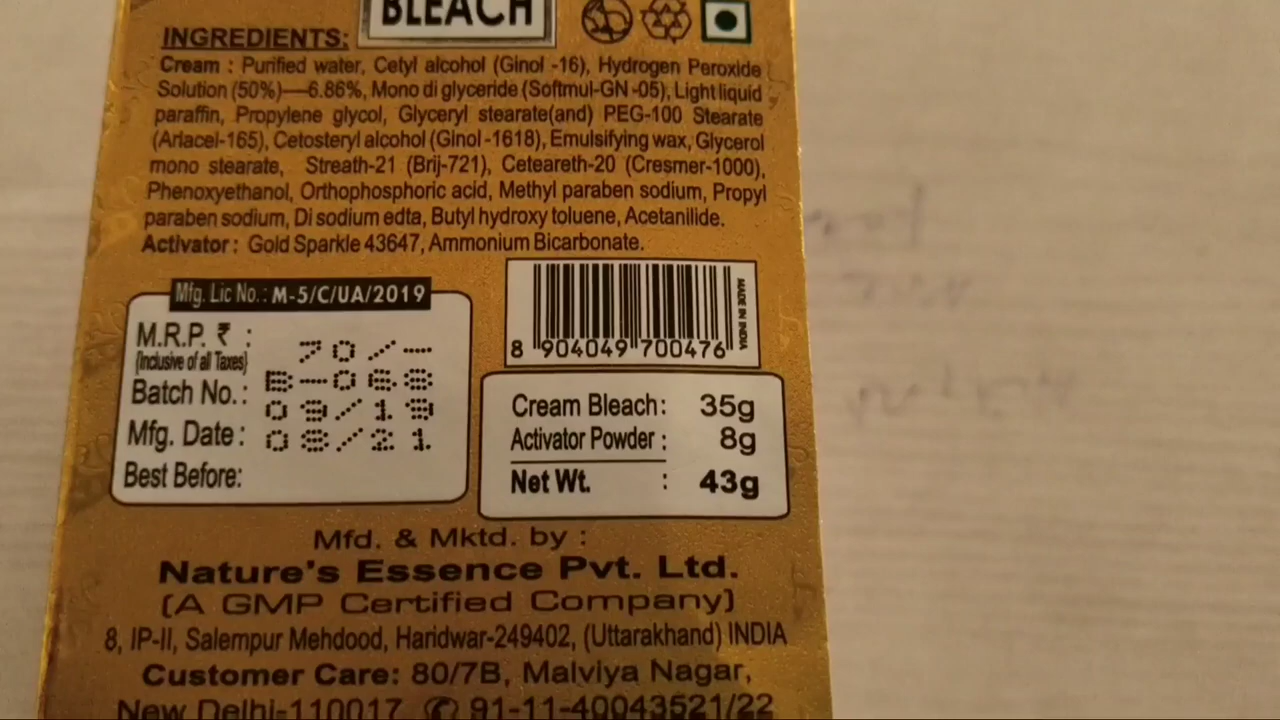 BLEACH
INGREDIENTS:
Cream : Purified water, Cetyl alcohol (Ginol -16), Hydrogen Peroxide
Solution (50%)—6.86%, Mono di glyceride (Softmul-GN -05), Light liquid
paraffin, Propylene glycol, Glyceryl stearate(and) PEG-100 Stearate
(Arlacel-165), Cetosteryl alcohol (Ginol -1618), Emulsifying wax, Glycerol
mono stearate, Streath-21 (Brij-721), Ceteareth-20 (Cresmer-1000),
Phenoxyethanol, Orthophosphoric acid, Methyl paraben sodium, Propyl
paraben sodium, Di sodium edta, Butyl hydroxy toluene, Acetanilide.
Activator : Gold Sparkle 43647, Ammonium Bicarbonate.
Mfg. Lic No.: M-5/C/UA/2019
M.R.P. ₹ : 70/-
(Inclusive of all Taxes)
Batch No.: B-068
Mfg. Date : 09/19
Best Before: 08/21
MADE IN INDIA
8 904049 700476
Cream Bleach: 35g
Activator Powder : 8g
Net Wt. : 43g
Mfd. & Mktd. by :
Nature's Essence Pvt. Ltd.
(A GMP Certified Company)
8, IP-II, Salempur Mehdood, Haridwar-249402, (Uttarakhand) INDIA
Customer Care: 80/7B, Malviya Nagar,
New Delhi-110017 ✆ 91-11-40043521/22